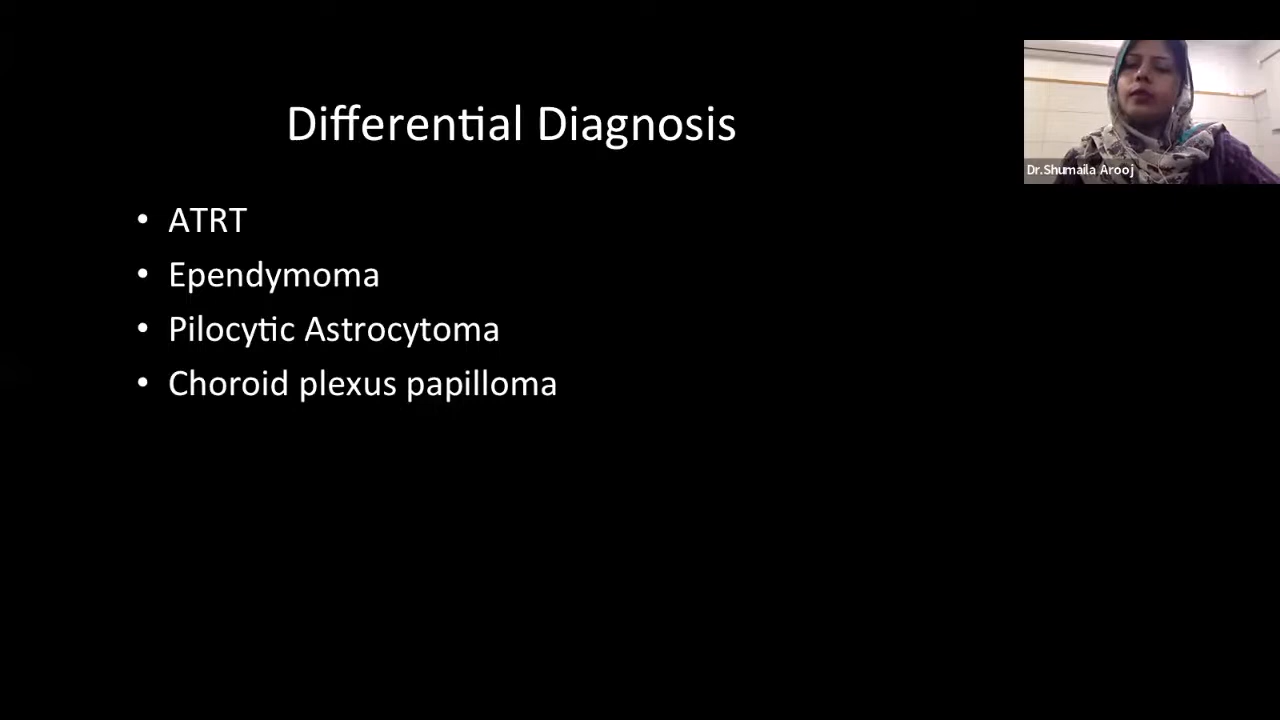 Differential Diagnosis
Dr.Shumaila Arooj
• ATRT
• Ependymoma
• Pilocytic Astrocytoma
• Choroid plexus papilloma